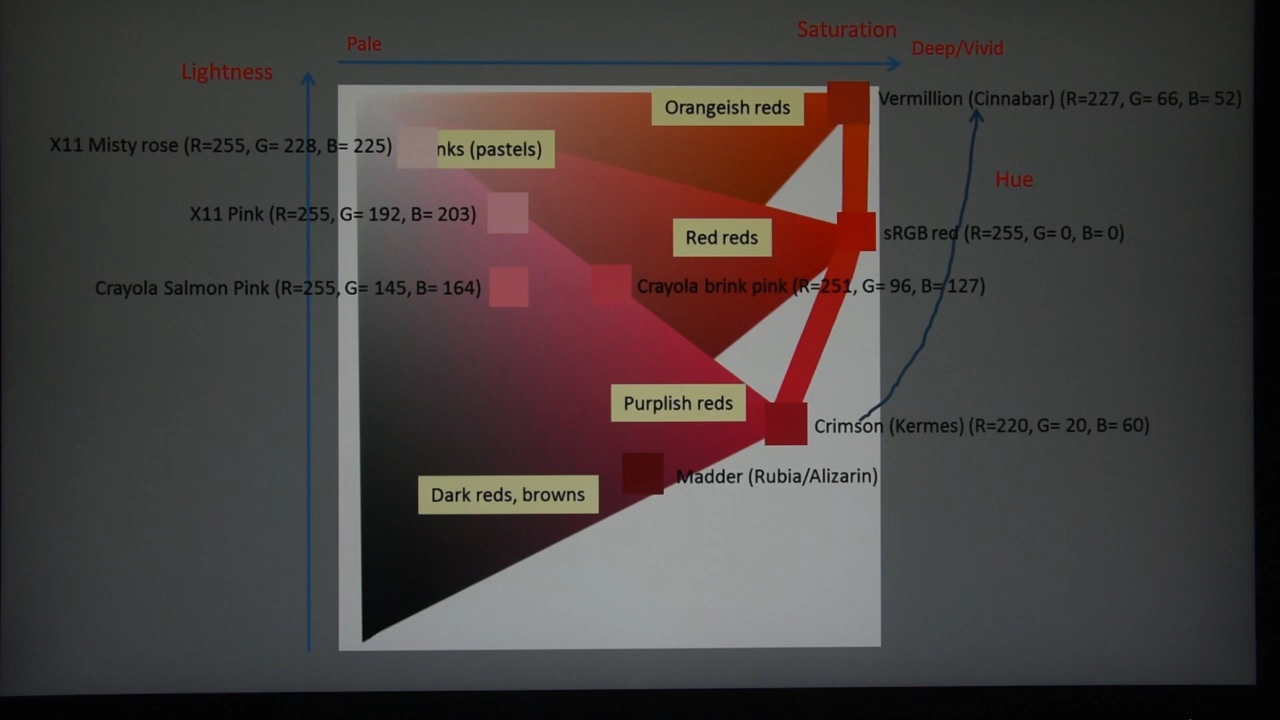 Saturation
Pale
Deep/Vivid
Lightness
Vermillion (Cinnabar) (R=227, G= 66, B= 52)
Orangeish reds
X11 Misty rose (R=255, G= 228, B= 225)
nks (pastels)
Hue
X11 Pink (R=255, G= 192, B= 203)
Red reds
sRGB red (R=255, G= 0, B= 0)
Crayola Salmon Pink (R=255, G= 145, B= 164)
Crayola brink pink (R=251, G= 96, B= 127)
Purplish reds
Crimson (Kermes) (R=220, G= 20, B= 60)
Madder (Rubia/Alizarin)
Dark reds, browns